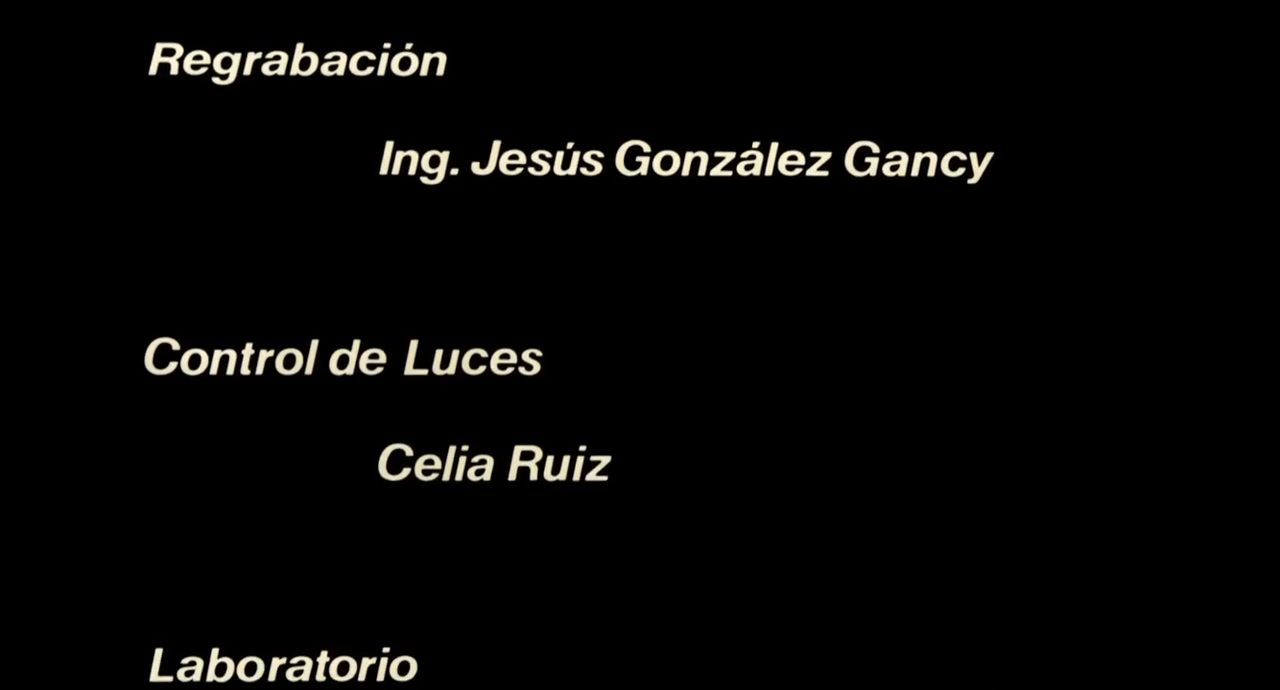 Regrabación
Ing. Jesús González Gancy
Control de Luces
Celia Ruiz
Laboratorio